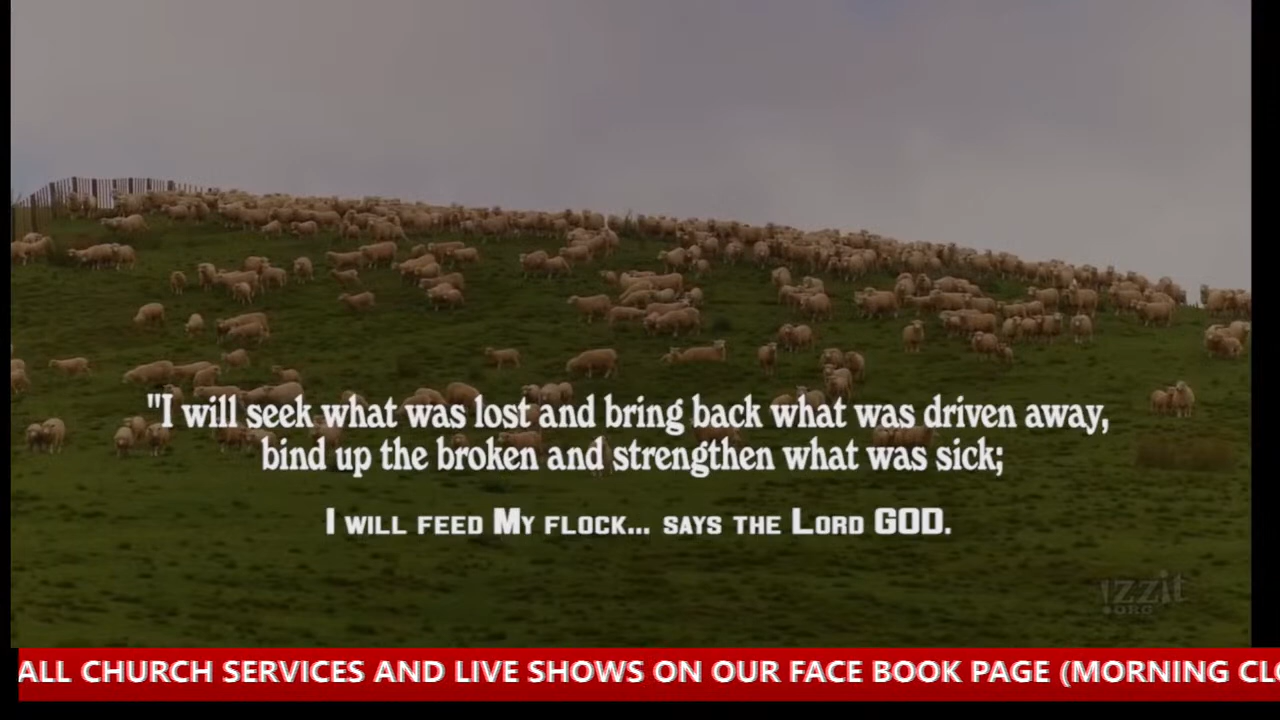 "I will seek what was lost and bring back what was driven away,
bind up the broken and strengthen what was sick;
I WILL FEED MY FLOCK... SAYS THE LORD GOD.
!zzit
.ORG
ALL CHURCH SERVICES AND LIVE SHOWS ON OUR FACE BOOK PAGE (MORNING